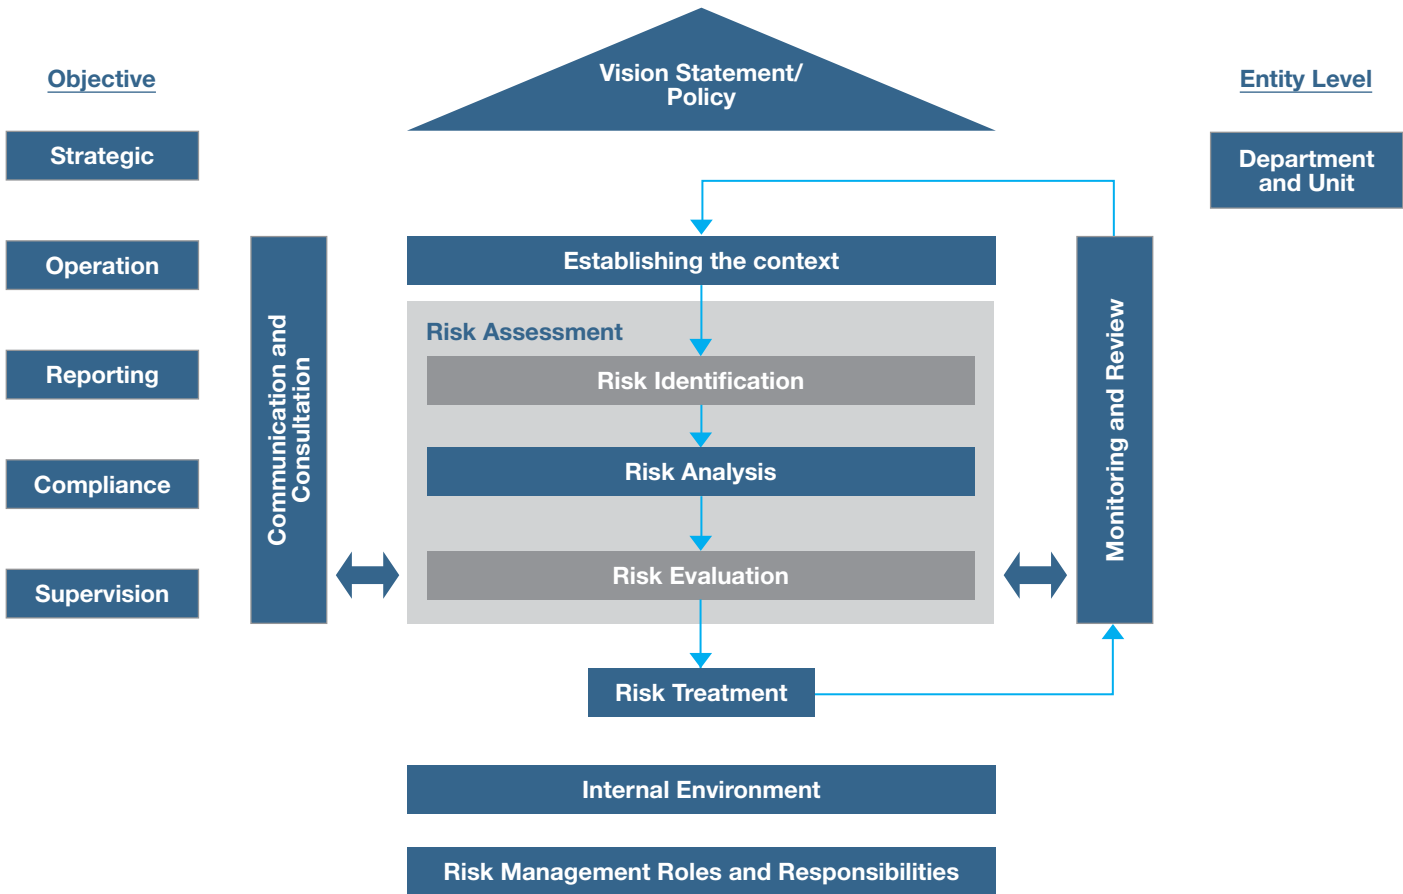 Vision Statement/
Policy
Objective
Strategic
Operation
Reporting
Compliance
Supervision
Communication and
Consultation
Establishing the context
Risk Assessment
Risk Identification
Risk Analysis
Risk Evaluation
Risk Treatment
Internal Environment
Risk Management Roles and Responsibilities
Monitoring and Review
Entity Level
Department
and Unit